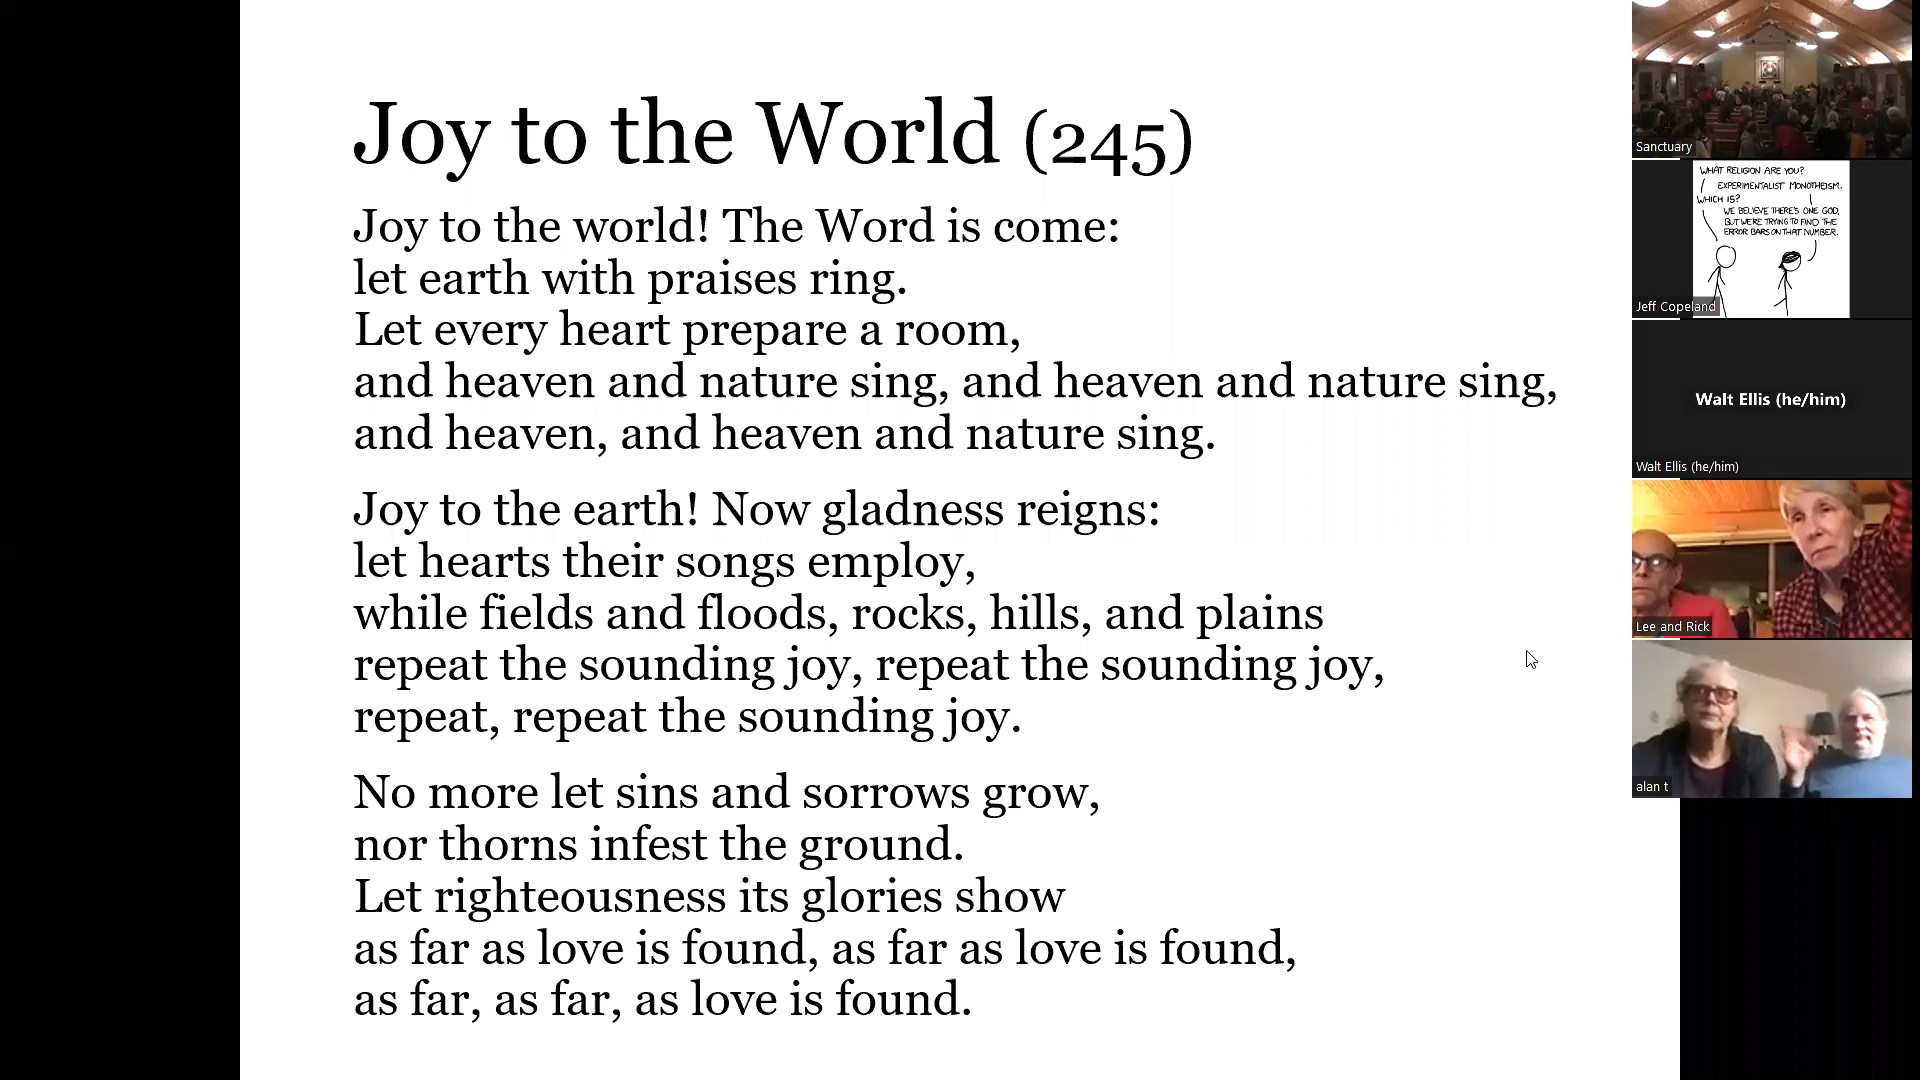 Joy to the World (245)
Joy to the world! The Word is come:
let earth with praises ring.
Let every heart prepare a room,
and heaven and nature sing, and heaven and nature sing,
and heaven, and heaven and nature sing.
Joy to the earth! Now gladness reigns:
let hearts their songs employ,
while fields and floods, rocks, hills, and plains
repeat the sounding joy, repeat the sounding joy,
repeat, repeat the sounding joy.
No more let sins and sorrows grow,
nor thorns infest the ground.
Let righteousness its glories show
as far as love is found, as far as love is found,
as far, as far, as love is found.
Sanctuary
WHAT RELIGION ARE YOU?
EXPERIMENTALIST MONOTHEISM.
WHICH IS?
WE BELIEVE THERE'S ONE GOD,
BUT WE'RE TRYING TO FIND THE
ERROR BARS ON THAT NUMBER.
Jeff Copeland
Walt Ellis (he/him)
Walt Ellis (he/him)
Lee and Rick
alan t